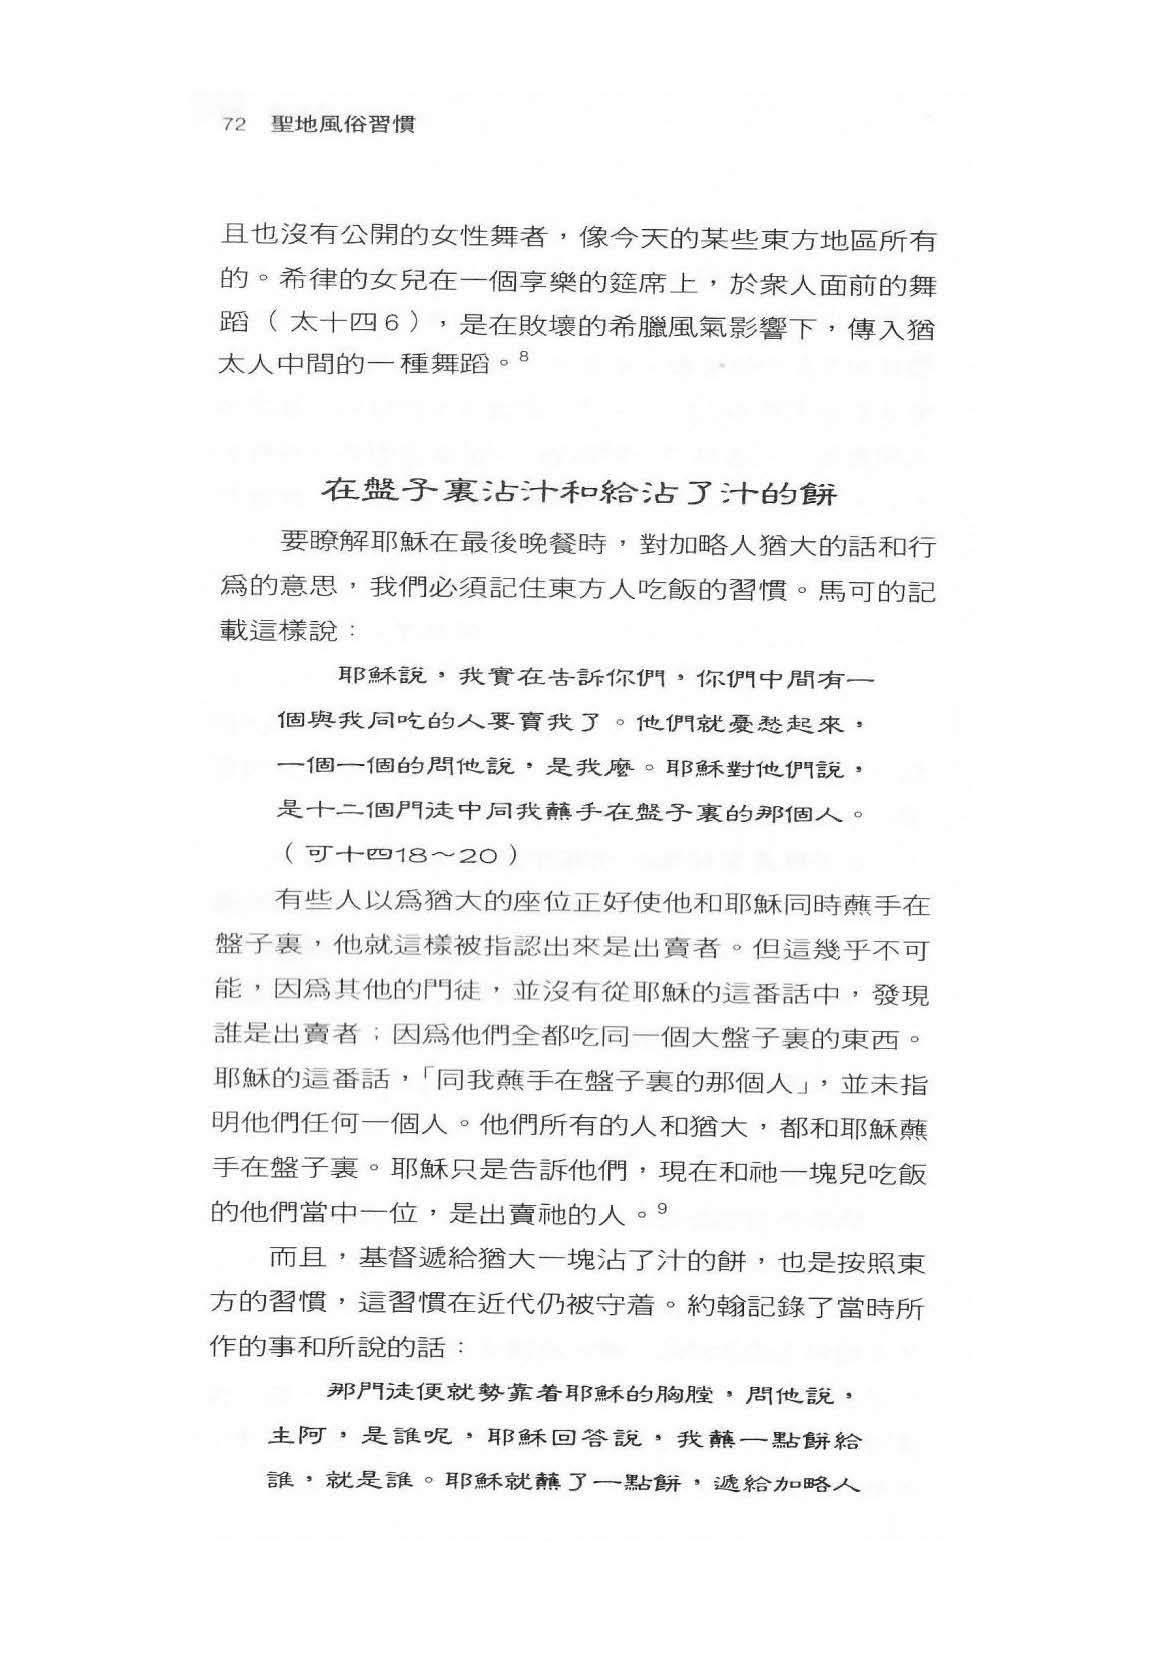 72 聖地風俗習慣
且也沒有公開的女性舞者，像今天的某些東方地區所有
的。希律的女兒在一個享樂的筵席上，於衆人面前的舞
蹈（太十四6），是在敗壞的希臘風氣影響下，傳入猶
太人中間的一種舞蹈。8
在盤子裏沾汁和給沾了汁的餅
要瞭解耶穌在最後晚餐時，對加略人猶大的話和行
爲的意思，我們必須記住東方人吃飯的習慣。馬可的記
載這樣說：
耶穌說，我實在告訴你們，你們中間有一
個與我同吃的人要賣我了。他們就憂愁起來，
一個一個的問他說，是我麼。耶穌對他們說，
是十二個門徒中同我蘸手在盤子裏的那個人。
（可十四18～20）
有些人以爲猶大的座位正好使他和耶穌同時蘸手在
盤子裏，他就這樣被指認出來是出賣者。但這幾乎不可
能，因爲其他的門徒，並沒有從耶穌的這番話中，發現
誰是出賣者；因爲他們全都吃同一個大盤子裏的東西。
耶穌的這番話，「同我蘸手在盤子裏的那個人」，並未指
明他們任何一個人。他們所有的人和猶大，都和耶穌蘸
手在盤子裏。耶穌只是告訴他們，現在和祂一塊兒吃飯
的他們當中一位，是出賣祂的人。9
而且，基督遞給猶大一塊沾了汁的餅，也是按照東
方的習慣，這習慣在近代仍被守着。約翰記錄了當時所
作的事和所說的話：
那門徒便就勢靠着耶穌的胸膛，問他說，
主阿，是誰呢，耶穌回答說，我蘸一點餅給
誰，就是誰。耶穌就蘸了一點餅，遞給加略人